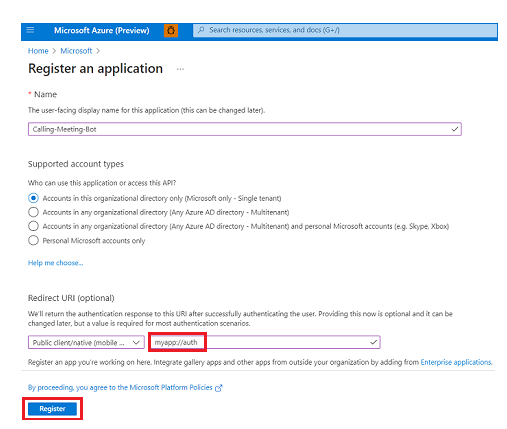 Microsoft Azure (Preview) Search resources, services, and docs (G+/)
Home > Microsoft >
Register an application ...
* Name
The user-facing display name for this application (this can be changed later).
Calling-Meeting-Bot
Supported account types
Who can use this application or access this API?
Accounts in this organizational directory only (Microsoft only - Single tenant)
Accounts in any organizational directory (Any Azure AD directory - Multitenant)
Accounts in any organizational directory (Any Azure AD directory - Multitenant) and personal Microsoft accounts (e.g. Skype, Xbox)
Personal Microsoft accounts only
Help me choose...
Redirect URI (optional)
We'll return the authentication response to this URI after successfully authenticating the user. Providing this now is optional and it can be
changed later, but a value is required for most authentication scenarios.
Public client/native (mobile ... myapp://auth
Register an app you're working on here. Integrate gallery apps and other apps from outside your organization by adding from Enterprise applications.
By proceeding, you agree to the Microsoft Platform Policies
Register